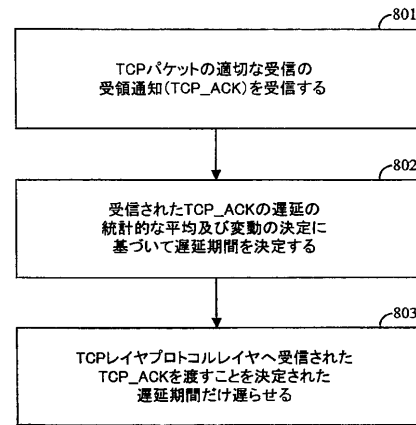 801
TCPパケットの適切な受信の
受領通知(TCP_ACK)を受信する
802
受信されたTCP_ACKの遅延の
統計的な平均及び変動の決定に
基づいて遅延期間を決定する
803
TCPレイヤプロトコルレイヤへ受信された
TCP_ACKを渡すことを決定された
遅延期間だけ遅らせる